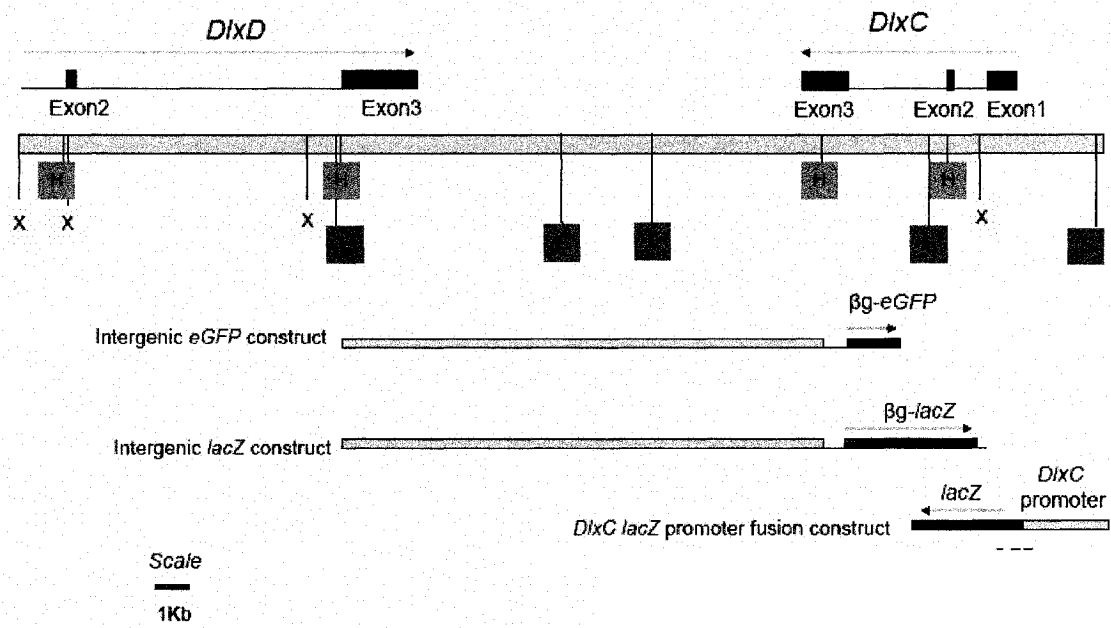 DlxD DlxC
Exon2 Exon3 Exon3 Exon2 Exon1
H H H H
X X X X
βg-eGFP
Intergenic eGFP construct
βg-lacZ
Intergenic lacZ construct
lacZ DlxC promoter
DlxC lacZ promoter fusion construct
Scale
1Kb